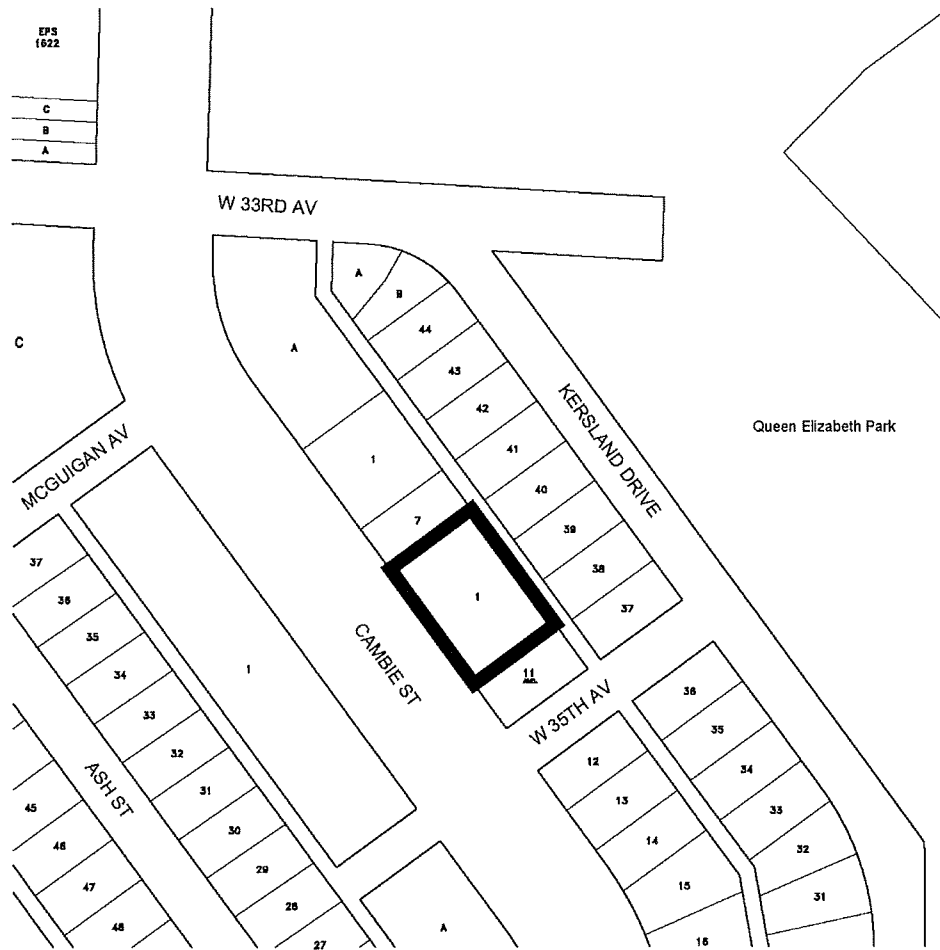 EPS
1622
C
B
A
W 33RD AV
C
A
A
B
44
43
42
41
40
39
38
37
KERSLAND DRIVE
Queen Elizabeth Park
1
7
1
11
MCGUIGAN AV
37
36
35
34
33
32
31
30
29
28
27
1
CAMBIE ST
W 35TH AV
ASH ST
45
46
47
48
A
12
13
14
15
16
36
35
34
33
32
31